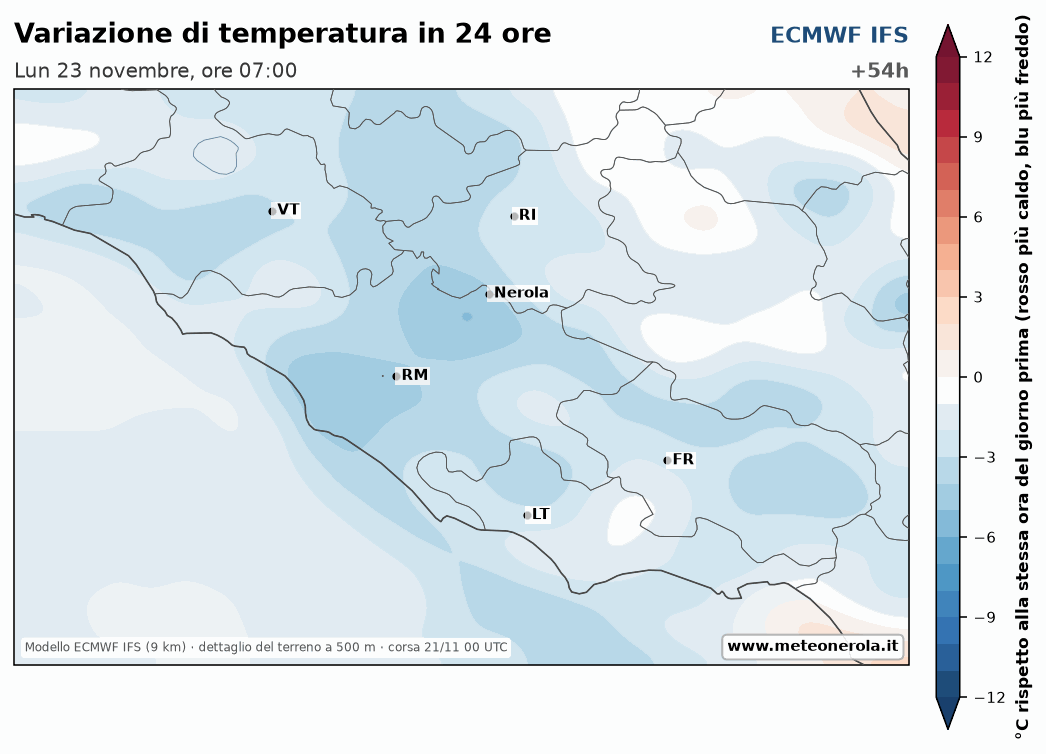 Variazione di temperatura in 24 ore
ECMWF IFS
Lun 23 novembre, ore 07:00
+54h
VT
RI
Nerola
RM
FR
LT
Modello ECMWF IFS (9 km) · dettaglio del terreno a 500 m · corsa 21/11 00 UTC
www.meteonerola.it
12
9
6
3
0
−3
−6
−9
−12
°C rispetto alla stessa ora del giorno prima (rosso più caldo, blu più freddo)